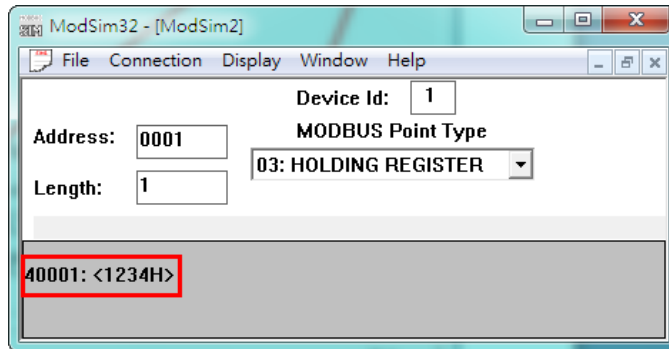 ModSim32 - [ModSim2]
File Connection Display Window Help
Device Id: 1
Address: 0001
MODBUS Point Type
03: HOLDING REGISTER
Length: 1
40001: <1234H>